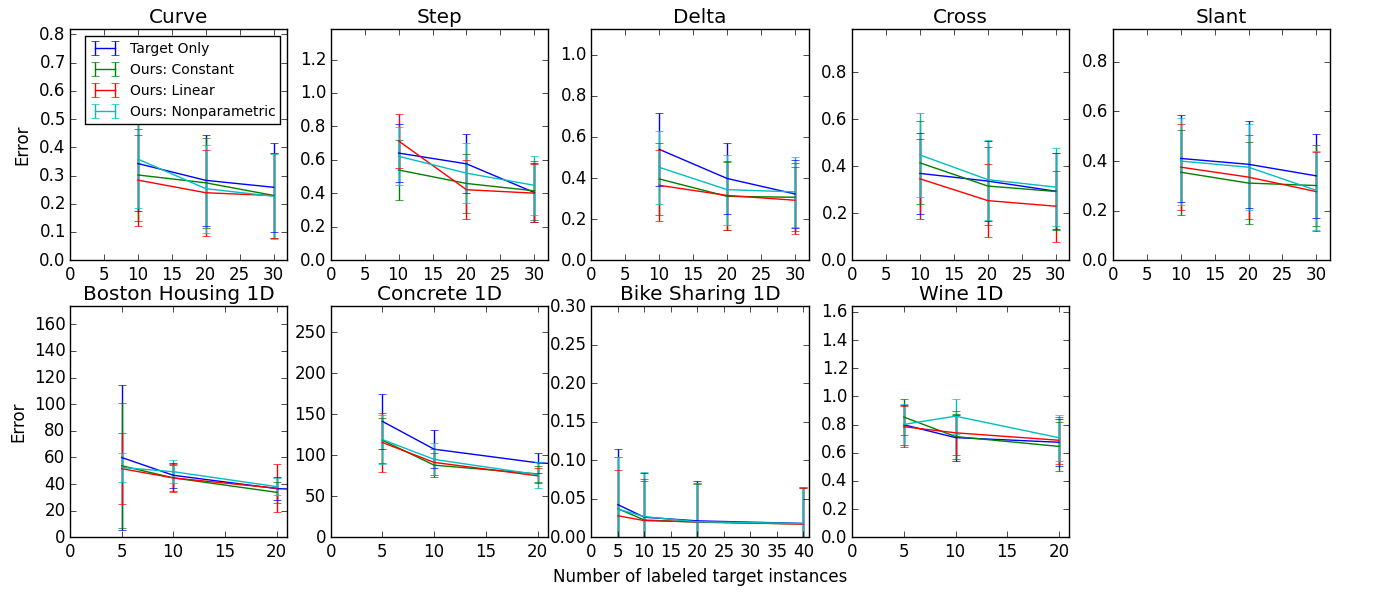 Curve
Step
Delta
Cross
Slant
Error
0.8
0.7
0.6
0.5
0.4
0.3
0.2
0.1
0.0
Target Only
Ours: Constant
Ours: Linear
Ours: Nonparametric
0 5 10 15 20 25 30
1.2
1.0
0.8
0.6
0.4
0.2
0.0
0 5 10 15 20 25 30
1.0
0.8
0.6
0.4
0.2
0.0
0 5 10 15 20 25 30
0.8
0.6
0.4
0.2
0.0
0 5 10 15 20 25 30
0.8
0.6
0.4
0.2
0.0
0 5 10 15 20 25 30
Boston Housing 1D
Concrete 1D
Bike Sharing 1D
Wine 1D
Error
160
140
120
100
80
60
40
20
0
0 5 10 15 20
250
200
150
100
50
0
0 5 10 15 20
0.30
0.25
0.20
0.15
0.10
0.05
0.00
0 5 10 15 20 25 30 35 40
1.6
1.4
1.2
1.0
0.8
0.6
0.4
0.2
0.0
0 5 10 15 20
Number of labeled target instances